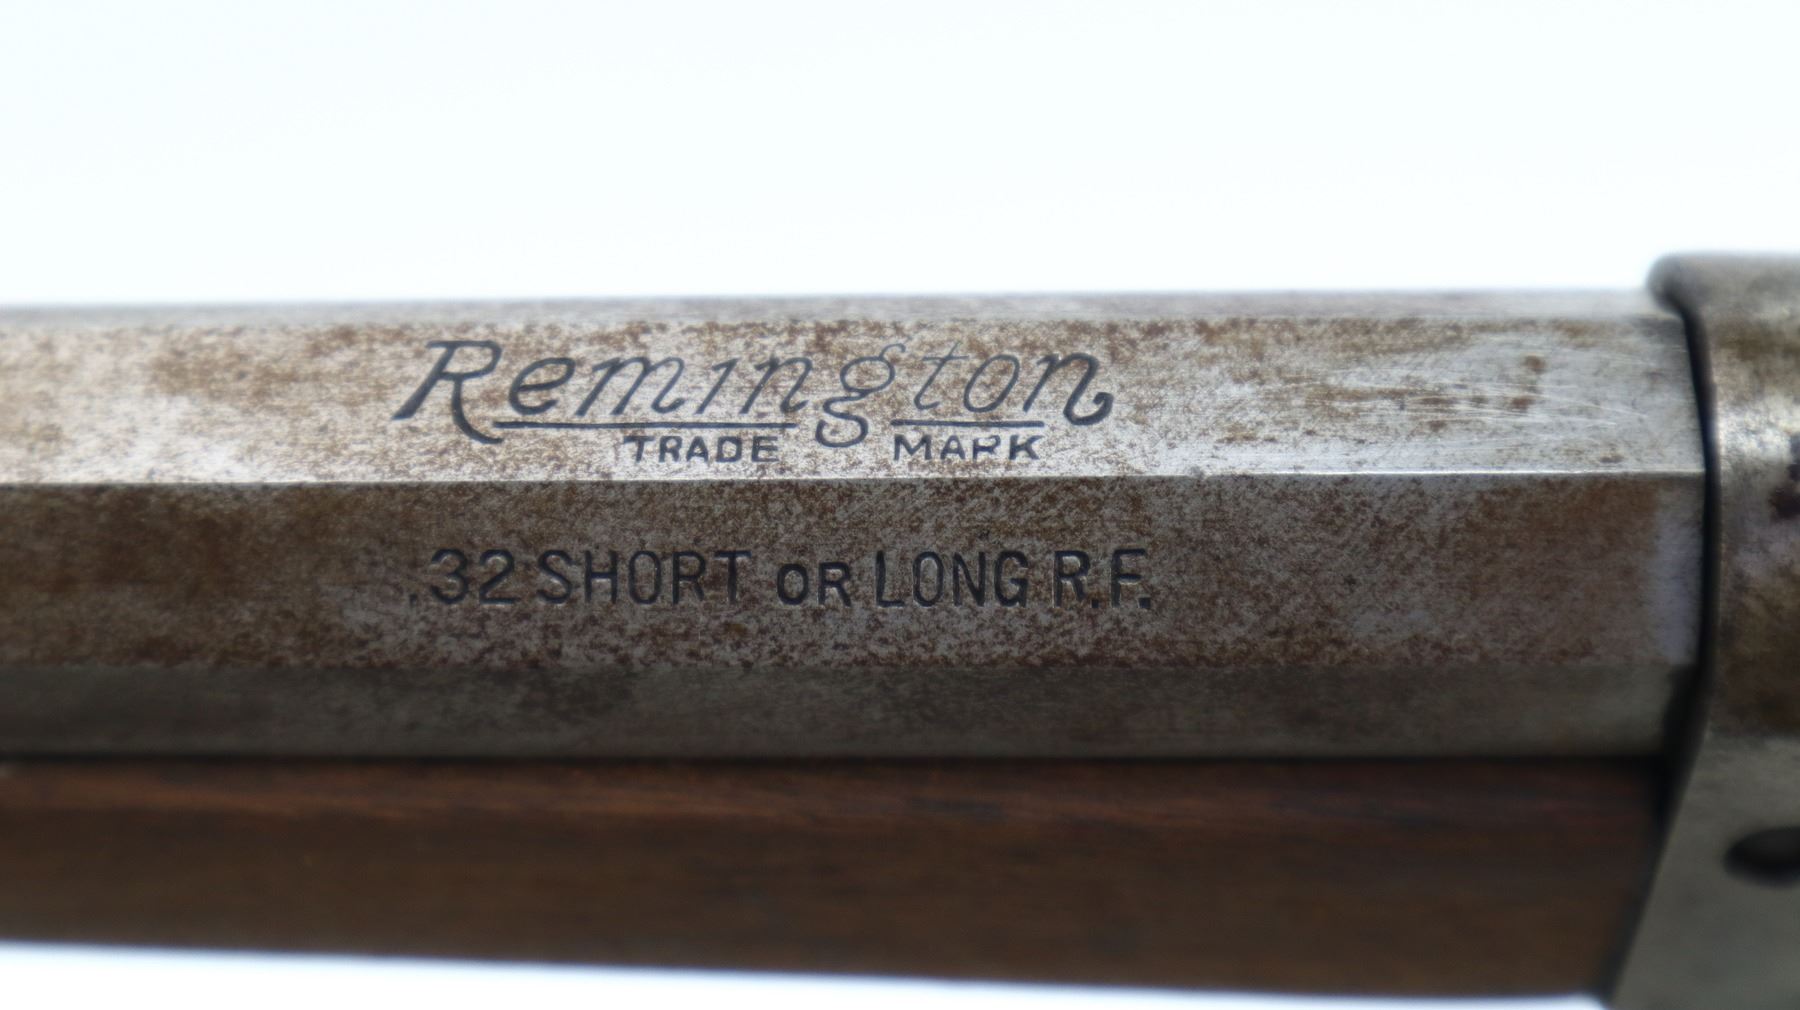 Remington
TRADE MARK
.32 SHORT OR LONG R.F.